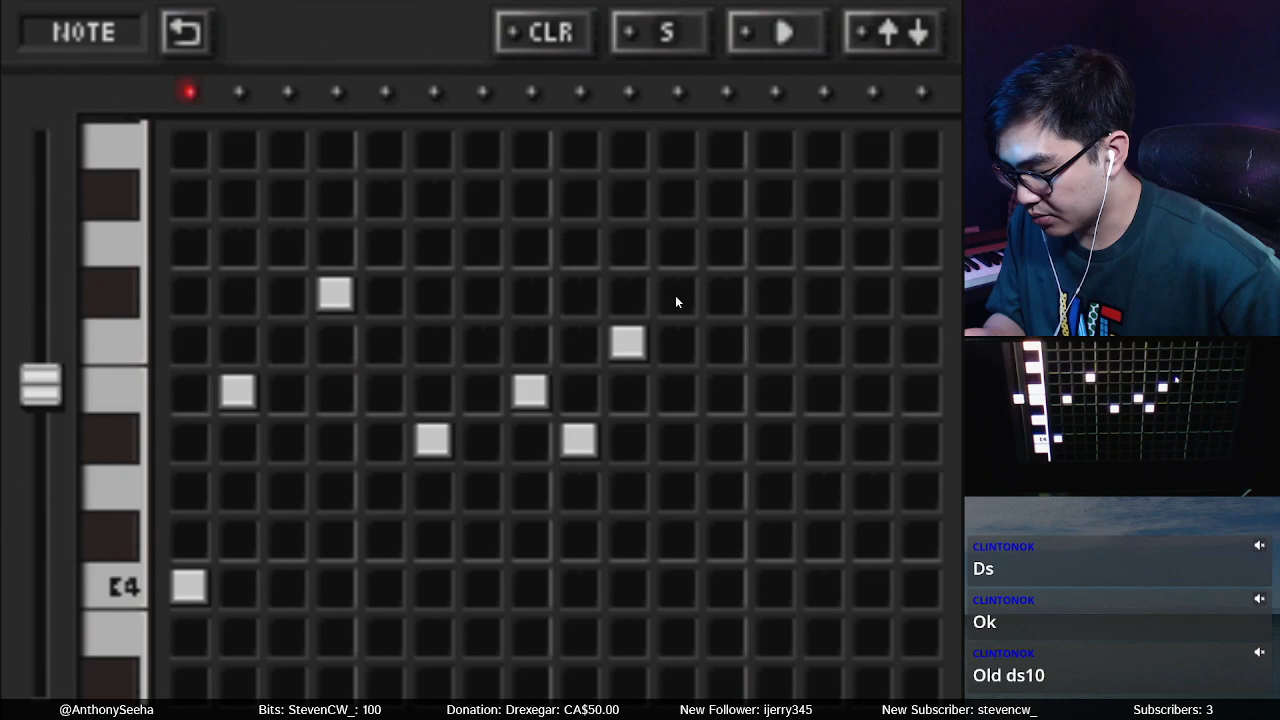 NOTE
CLR
S
C4
CLINTONOK
Ds
CLINTONOK
Ok
CLINTONOK
Old ds10
@AnthonySeeha
Bits: StevenCW_: 100
Donation: Drexegar: CA$50.00
New Follower: ijerry345
New Subscriber: stevencw_
Subscribers: 3